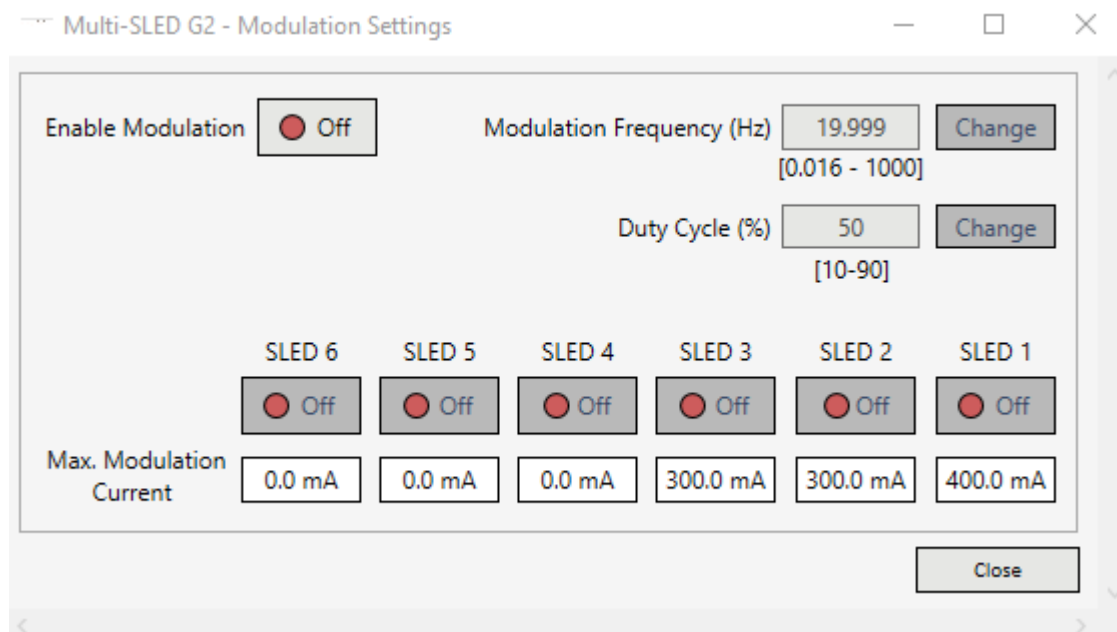 Multi-SLED G2 - Modulation Settings
Enable Modulation Off Modulation Frequency (Hz) 19.999 Change
[0.016 - 1000]
Duty Cycle (%) 50 Change
[10-90]
SLED 6 SLED 5 SLED 4 SLED 3 SLED 2 SLED 1
Off Off Off Off Off Off
Max. Modulation
Current
0.0 mA 0.0 mA 0.0 mA 300.0 mA 300.0 mA 400.0 mA
Close